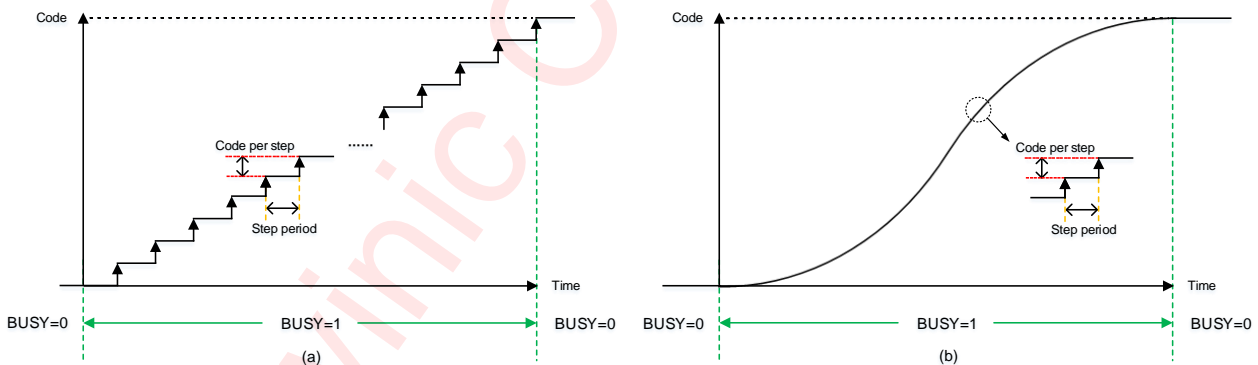 Code
Code per step
......
Step period
Time
BUSY=0
BUSY=1
BUSY=0
(a)
Code
Code per step
Step period
Time
BUSY=0
BUSY=1
BUSY=0
(b)